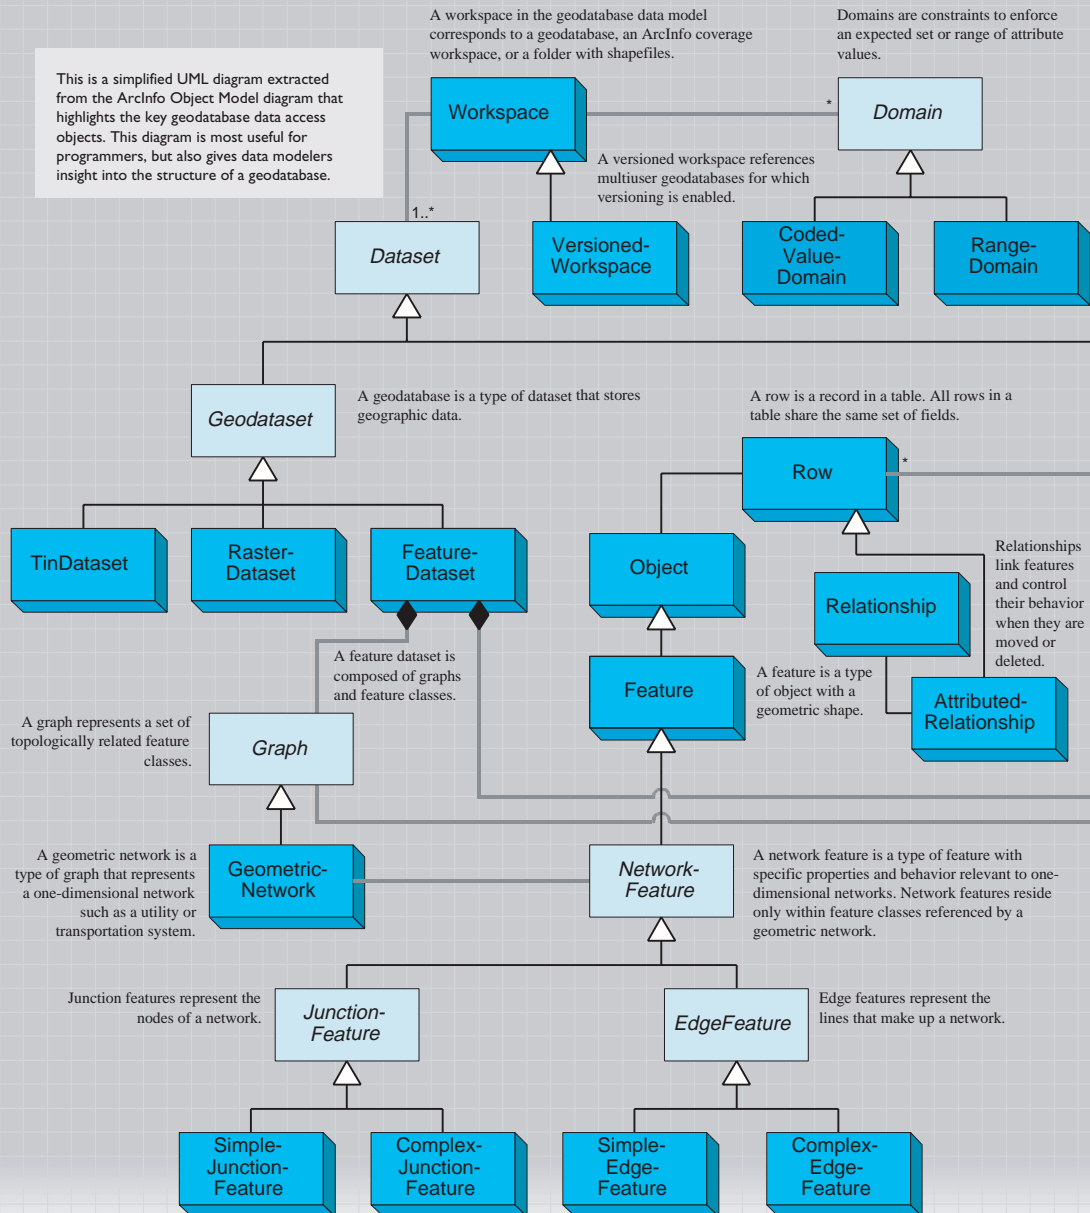 A workspace in the geodatabase data model
corresponds to a geodatabase, an ArcInfo coverage
workspace, or a folder with shapefiles.
Domains are constraints to enforce
an expected set or range of attribute
values.
This is a simplified UML diagram extracted
from the ArcInfo Object Model diagram that
highlights the key geodatabase data access
objects. This diagram is most useful for
programmers, but also gives data modelers
insight into the structure of a geodatabase.
Workspace
*
Domain
A versioned workspace references
multiuser geodatabases for which
versioning is enabled.
1..*
Dataset
Versioned-
Workspace
Coded-
Value-
Domain
Range-
Domain
Geodataset
A geodatabase is a type of dataset that stores
geographic data.
A row is a record in a table. All rows in a
table share the same set of fields.
Row
*
TinDataset
Raster-
Dataset
Feature-
Dataset
Object
Relationships
link features
and control
their behavior
when they are
moved or
deleted.
Relationship
A feature dataset is
composed of graphs
and feature classes.
Feature
A feature is a type
of object with a
geometric shape.
Attributed-
Relationship
A graph represents a set of
topologically related feature
classes.
Graph
A geometric network is a
type of graph that represents
a one-dimensional network
such as a utility or
transportation system.
Geometric-
Network
Network-
Feature
A network feature is a type of feature with
specific properties and behavior relevant to one-
dimensional networks. Network features reside
only within feature classes referenced by a
geometric network.
Junction features represent the
nodes of a network.
Junction-
Feature
EdgeFeature
Edge features represent the
lines that make up a network.
Simple-
Junction-
Feature
Complex-
Junction-
Feature
Simple-
Edge-
Feature
Complex-
Edge-
Feature